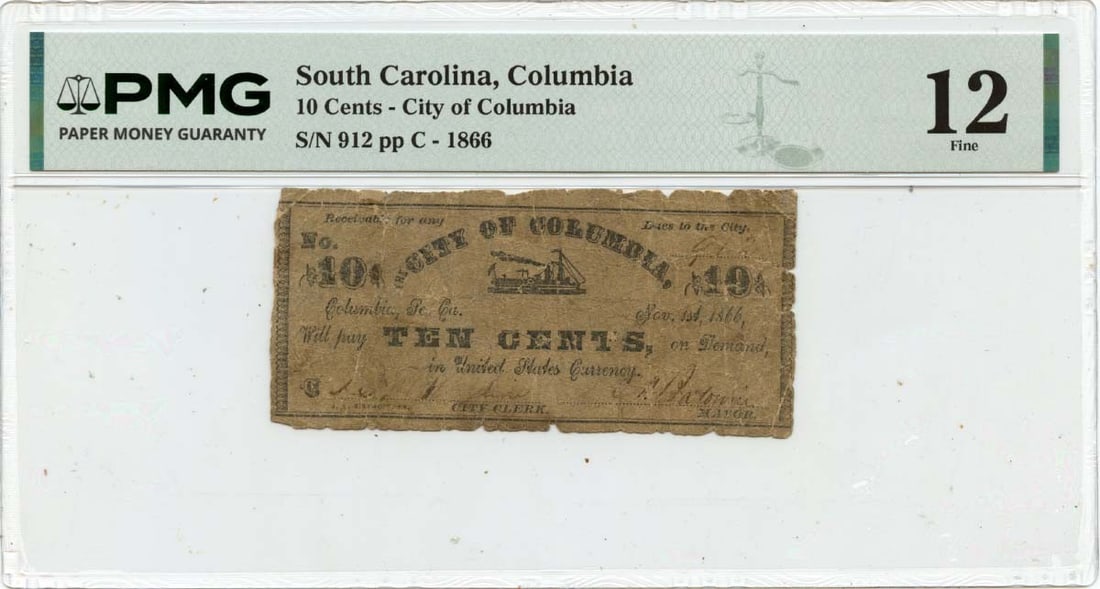 PMG
PAPER MONEY GUARANTY
South Carolina, Columbia
10 Cents - City of Columbia
S/N 912 pp C - 1866
12
Fine
Receivable for any Dues to the City.
No.
THE CITY OF COLUMBIA,
10 10
Columbia, So. Ca. Nov. 1st, 1866,
Will pay TEN CENTS, on Demand,
in United States Currency.
C
CITY CLERK. MAYOR.